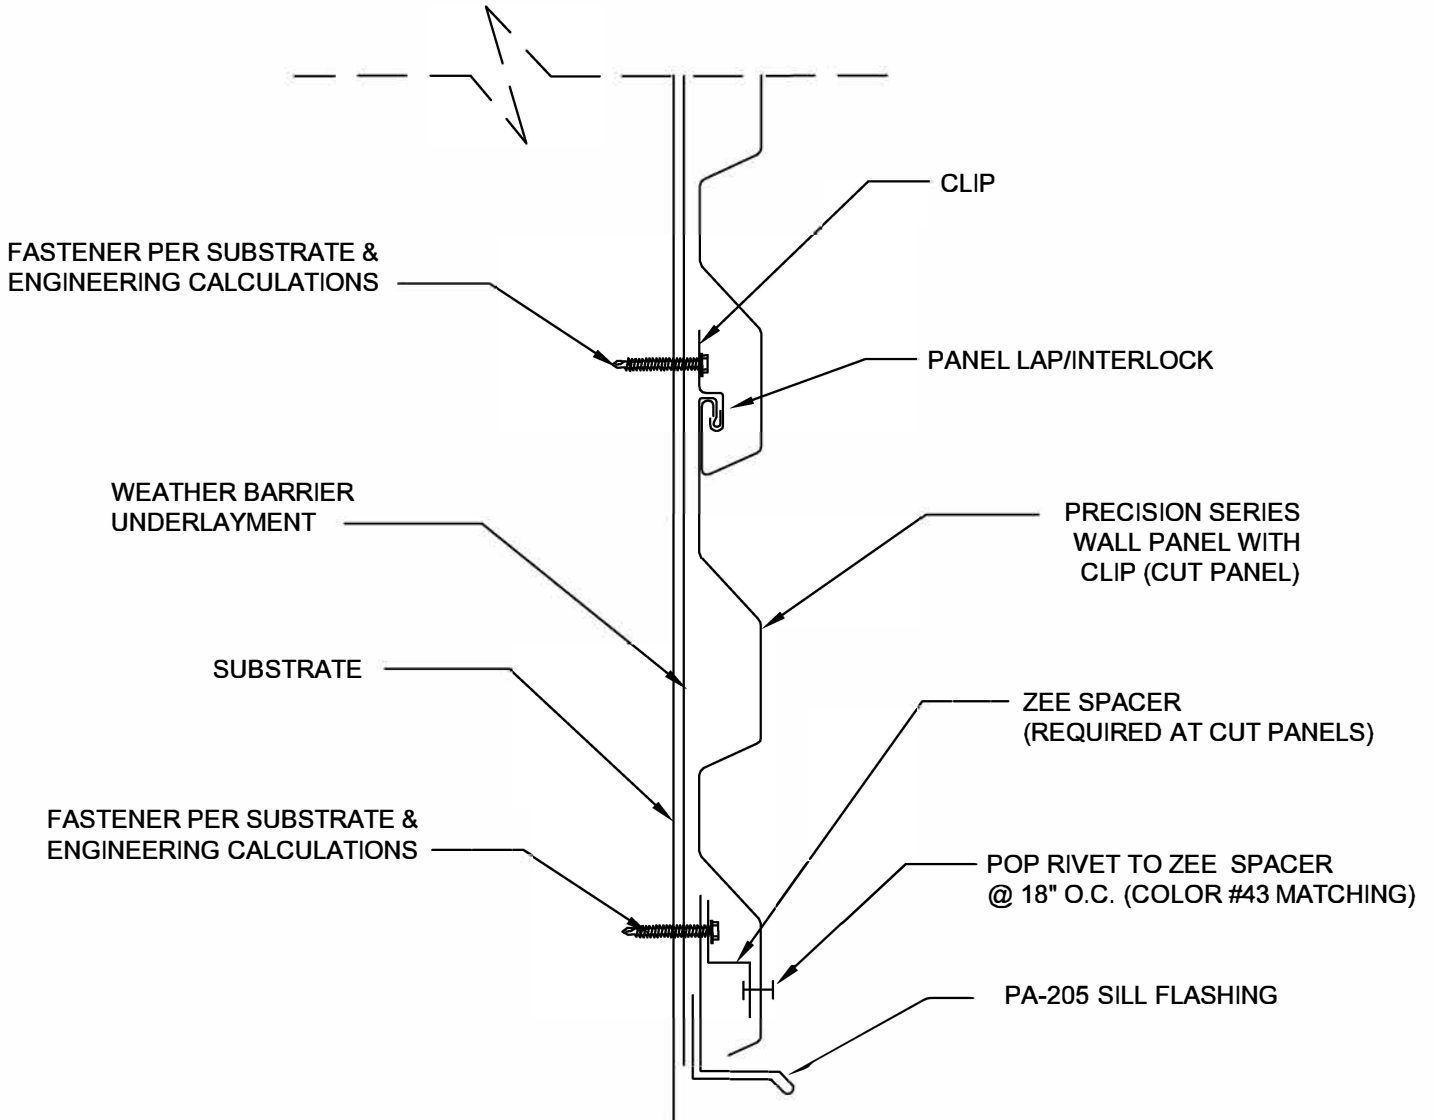 CLIP
FASTENER PER SUBSTRATE &
ENGINEERING CALCULATIONS
PANEL LAP/INTERLOCK
WEATHER BARRIER
UNDERLAYMENT
PRECISION SERIES
WALL PANEL WITH
CLIP (CUT PANEL)
SUBSTRATE
ZEE SPACER
(REQUIRED AT CUT PANELS)
FASTENER PER SUBSTRATE &
ENGINEERING CALCULATIONS
POP RIVET TO ZEE SPACER
@ 18" O.C. (COLOR #43 MATCHING)
PA-205 SILL FLASHING